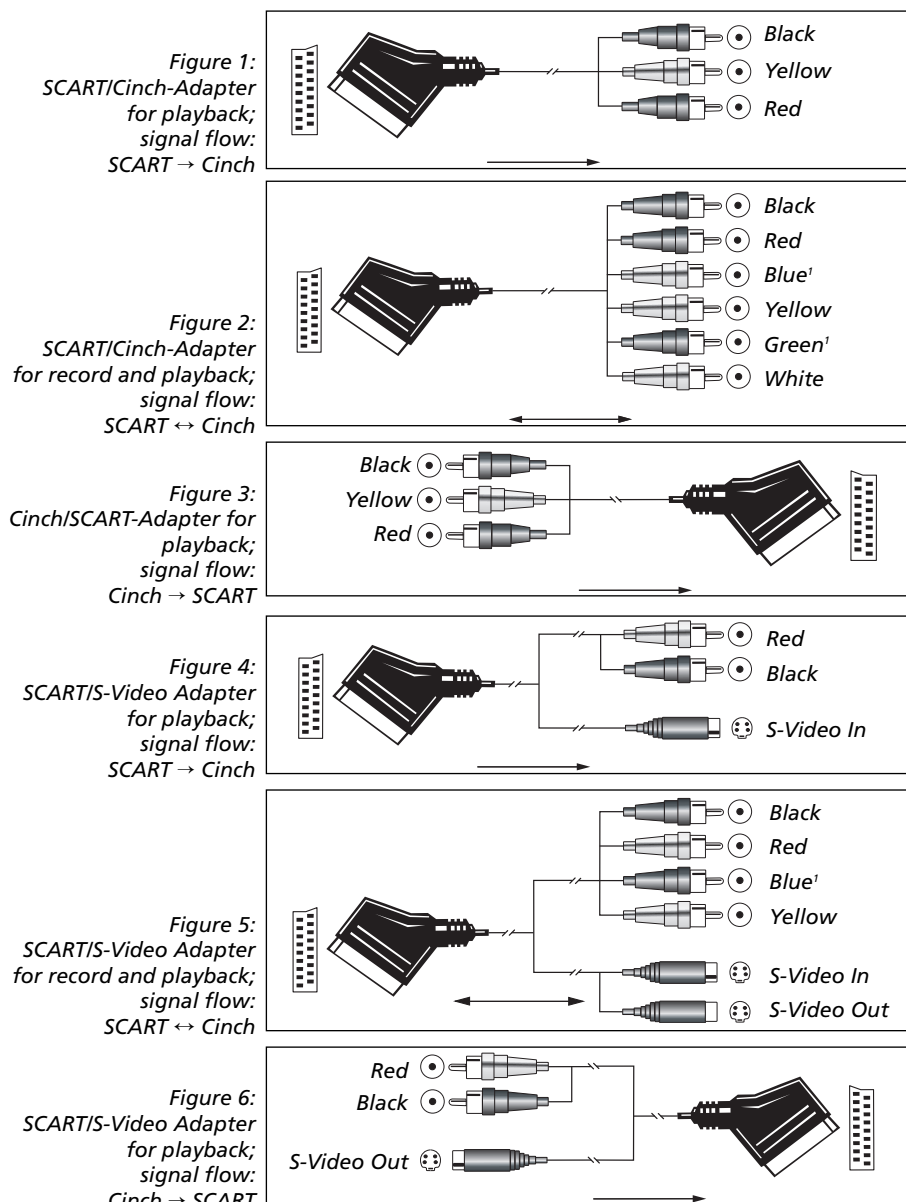 Figure 1:
SCART/Cinch-Adapter
for playback;
signal flow:
SCART → Cinch
Black
Yellow
Red
Figure 2:
SCART/Cinch-Adapter
for record and playback;
signal flow:
SCART ↔ Cinch
Black
Red
Blue¹
Yellow
Green¹
White
Figure 3:
Cinch/SCART-Adapter for
playback;
signal flow:
Cinch → SCART
Black
Yellow
Red
Figure 4:
SCART/S-Video Adapter
for playback;
signal flow:
SCART → Cinch
Red
Black
S-Video In
Figure 5:
SCART/S-Video Adapter
for record and playback;
signal flow:
SCART ↔ Cinch
Black
Red
Blue¹
Yellow
S-Video In
S-Video Out
Figure 6:
SCART/S-Video Adapter
for playback;
signal flow:
Cinch → SCART
Red
Black
S-Video Out